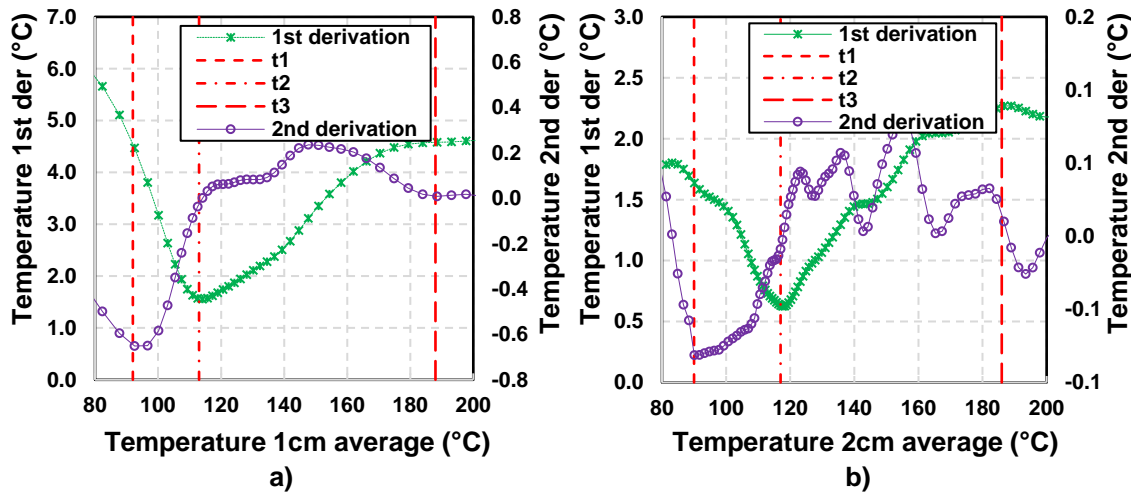 Temperature 1st der (°C)
7.0
6.0
5.0
4.0
3.0
2.0
1.0
0.0
1st derivation
t1
t2
t3
2nd derivation
0.8
0.6
0.4
0.2
0.0
-0.2
-0.4
-0.6
-0.8
Temperature 2nd der (°C)
80 100 120 140 160 180 200
Temperature 1cm average (°C)
a)
Temperature 1st der (°C)
3.0
2.5
2.0
1.5
1.0
0.5
0.0
1st derivation
t1
t2
t3
2nd derivation
0.2
0.1
0.1
0.0
-0.1
-0.1
Temperature 2nd der (°C)
80 100 120 140 160 180 200
Temperature 2cm average (°C)
b)